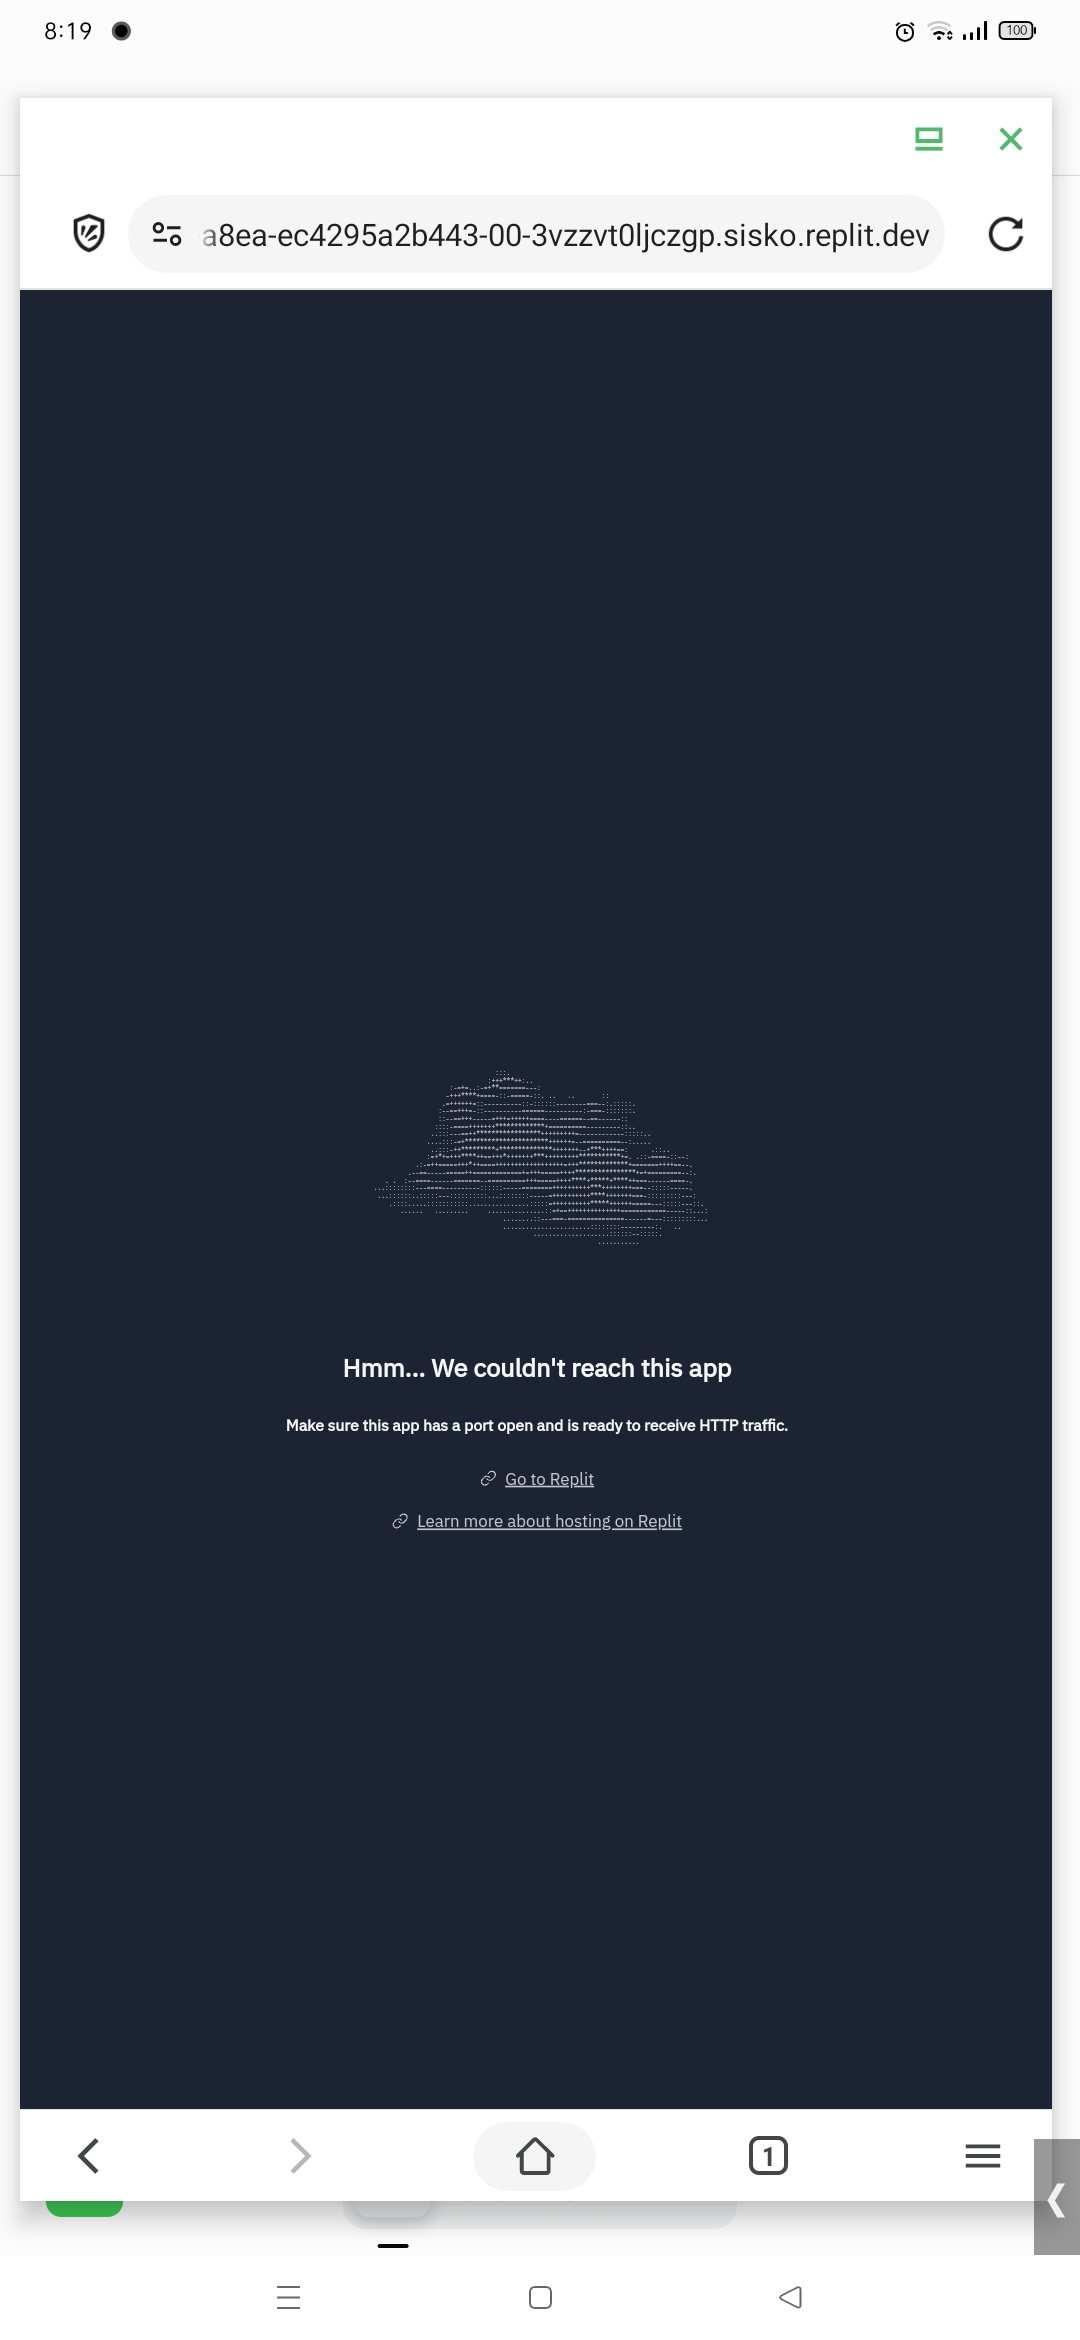 8:19
100
a8ea-ec4295a2b443-00-3vzzvt0ljczgp.sisko.replit.dev
Hmm... We couldn't reach this app
Make sure this app has a port open and is ready to receive HTTP traffic.
Go to Replit
Learn more about hosting on Replit
1